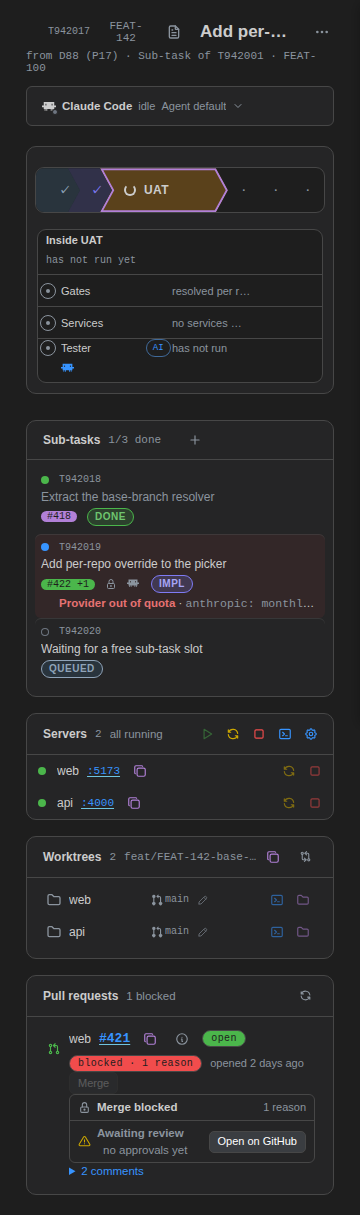 T942017 FEAT-142 Add per-…
from D88 (P17) · Sub-task of T942001 · FEAT-100
Claude Code idle Agent default
UAT
Inside UAT
has not run yet
Gates resolved per r…
Services no services …
Tester AI has not run
Sub-tasks 1/3 done
T942018
Extract the base-branch resolver
#418 DONE
T942019
Add per-repo override to the picker
#422 +1 IMPL
Provider out of quota · anthropic: monthl…
T942020
Waiting for a free sub-task slot
QUEUED
Servers 2 all running
web :5173
api :4000
Worktrees 2 feat/FEAT-142-base-…
web main
api main
Pull requests 1 blocked
web #421 open
blocked · 1 reason opened 2 days ago
Merge
Merge blocked 1 reason
Awaiting review
no approvals yet
Open on GitHub
2 comments